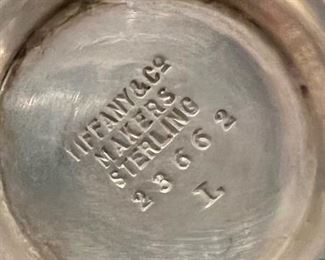 TIFFANY & Co
MAKERS
STERLING
23662
L